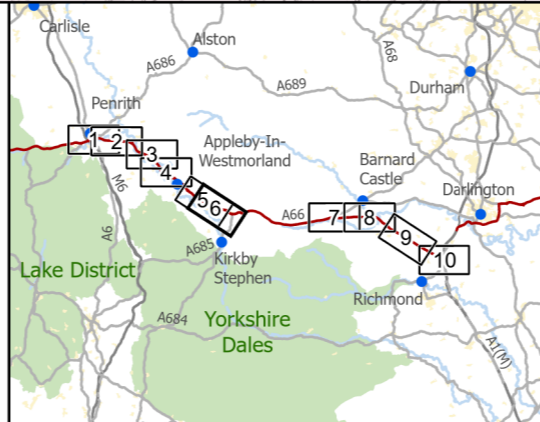 Carlisle
Alston
A686
A68
A689
Durham
Penrith
1
2
3
4
5
6
Appleby-In-
Westmorland
Barnard
Castle
Darlington
M6
A66
7
8
9
10
A6
A685
Kirkby
Stephen
Lake District
Richmond
A684
Yorkshire
Dales
A1(M)